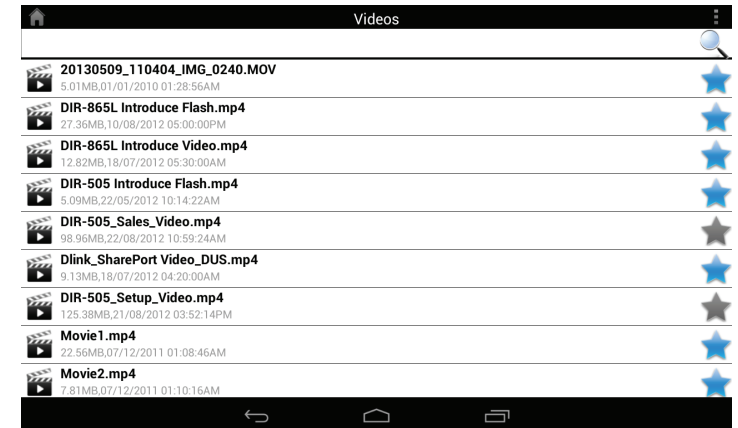 Videos
20130509_110404_IMG_0240.MOV
5.01MB,01/01/2010 01:28:56AM
DIR-865L Introduce Flash.mp4
27.36MB,10/08/2012 05:00:00PM
DIR-865L Introduce Video.mp4
12.82MB,18/07/2012 05:30:00AM
DIR-505 Introduce Flash.mp4
5.09MB,22/05/2012 10:14:22AM
DIR-505_Sales_Video.mp4
98.96MB,22/08/2012 10:59:24AM
Dlink_SharePort Video_DUS.mp4
9.13MB,18/07/2012 04:20:00AM
DIR-505_Setup_Video.mp4
125.38MB,21/08/2012 03:52:14PM
Movie1.mp4
22.56MB,07/12/2011 01:08:46AM
Movie2.mp4
7.81MB,07/12/2011 01:10:16AM